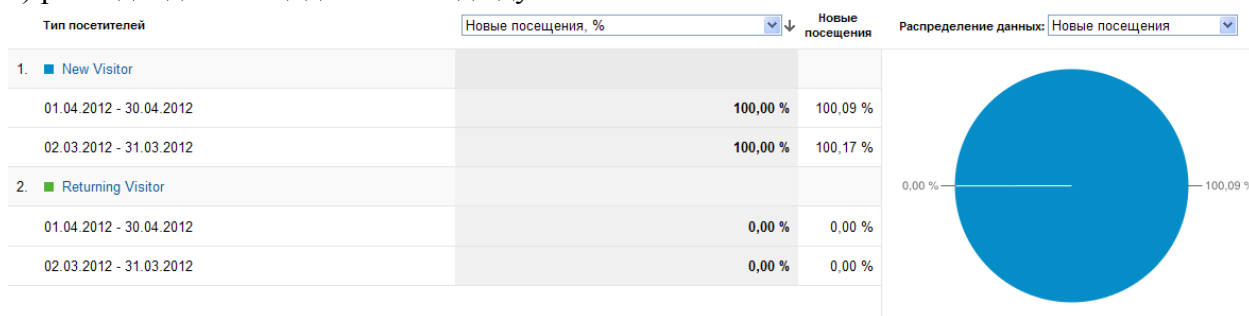 Тип посетителей
Новые посещения, %
Новые посещения
Распределение данных: Новые посещения
1. New Visitor
01.04.2012 - 30.04.2012 100,00 % 100,09 %
02.03.2012 - 31.03.2012 100,00 % 100,17 %
2. Returning Visitor
01.04.2012 - 30.04.2012 0,00 % 0,00 %
02.03.2012 - 31.03.2012 0,00 % 0,00 %
0,00 %
100,09 %